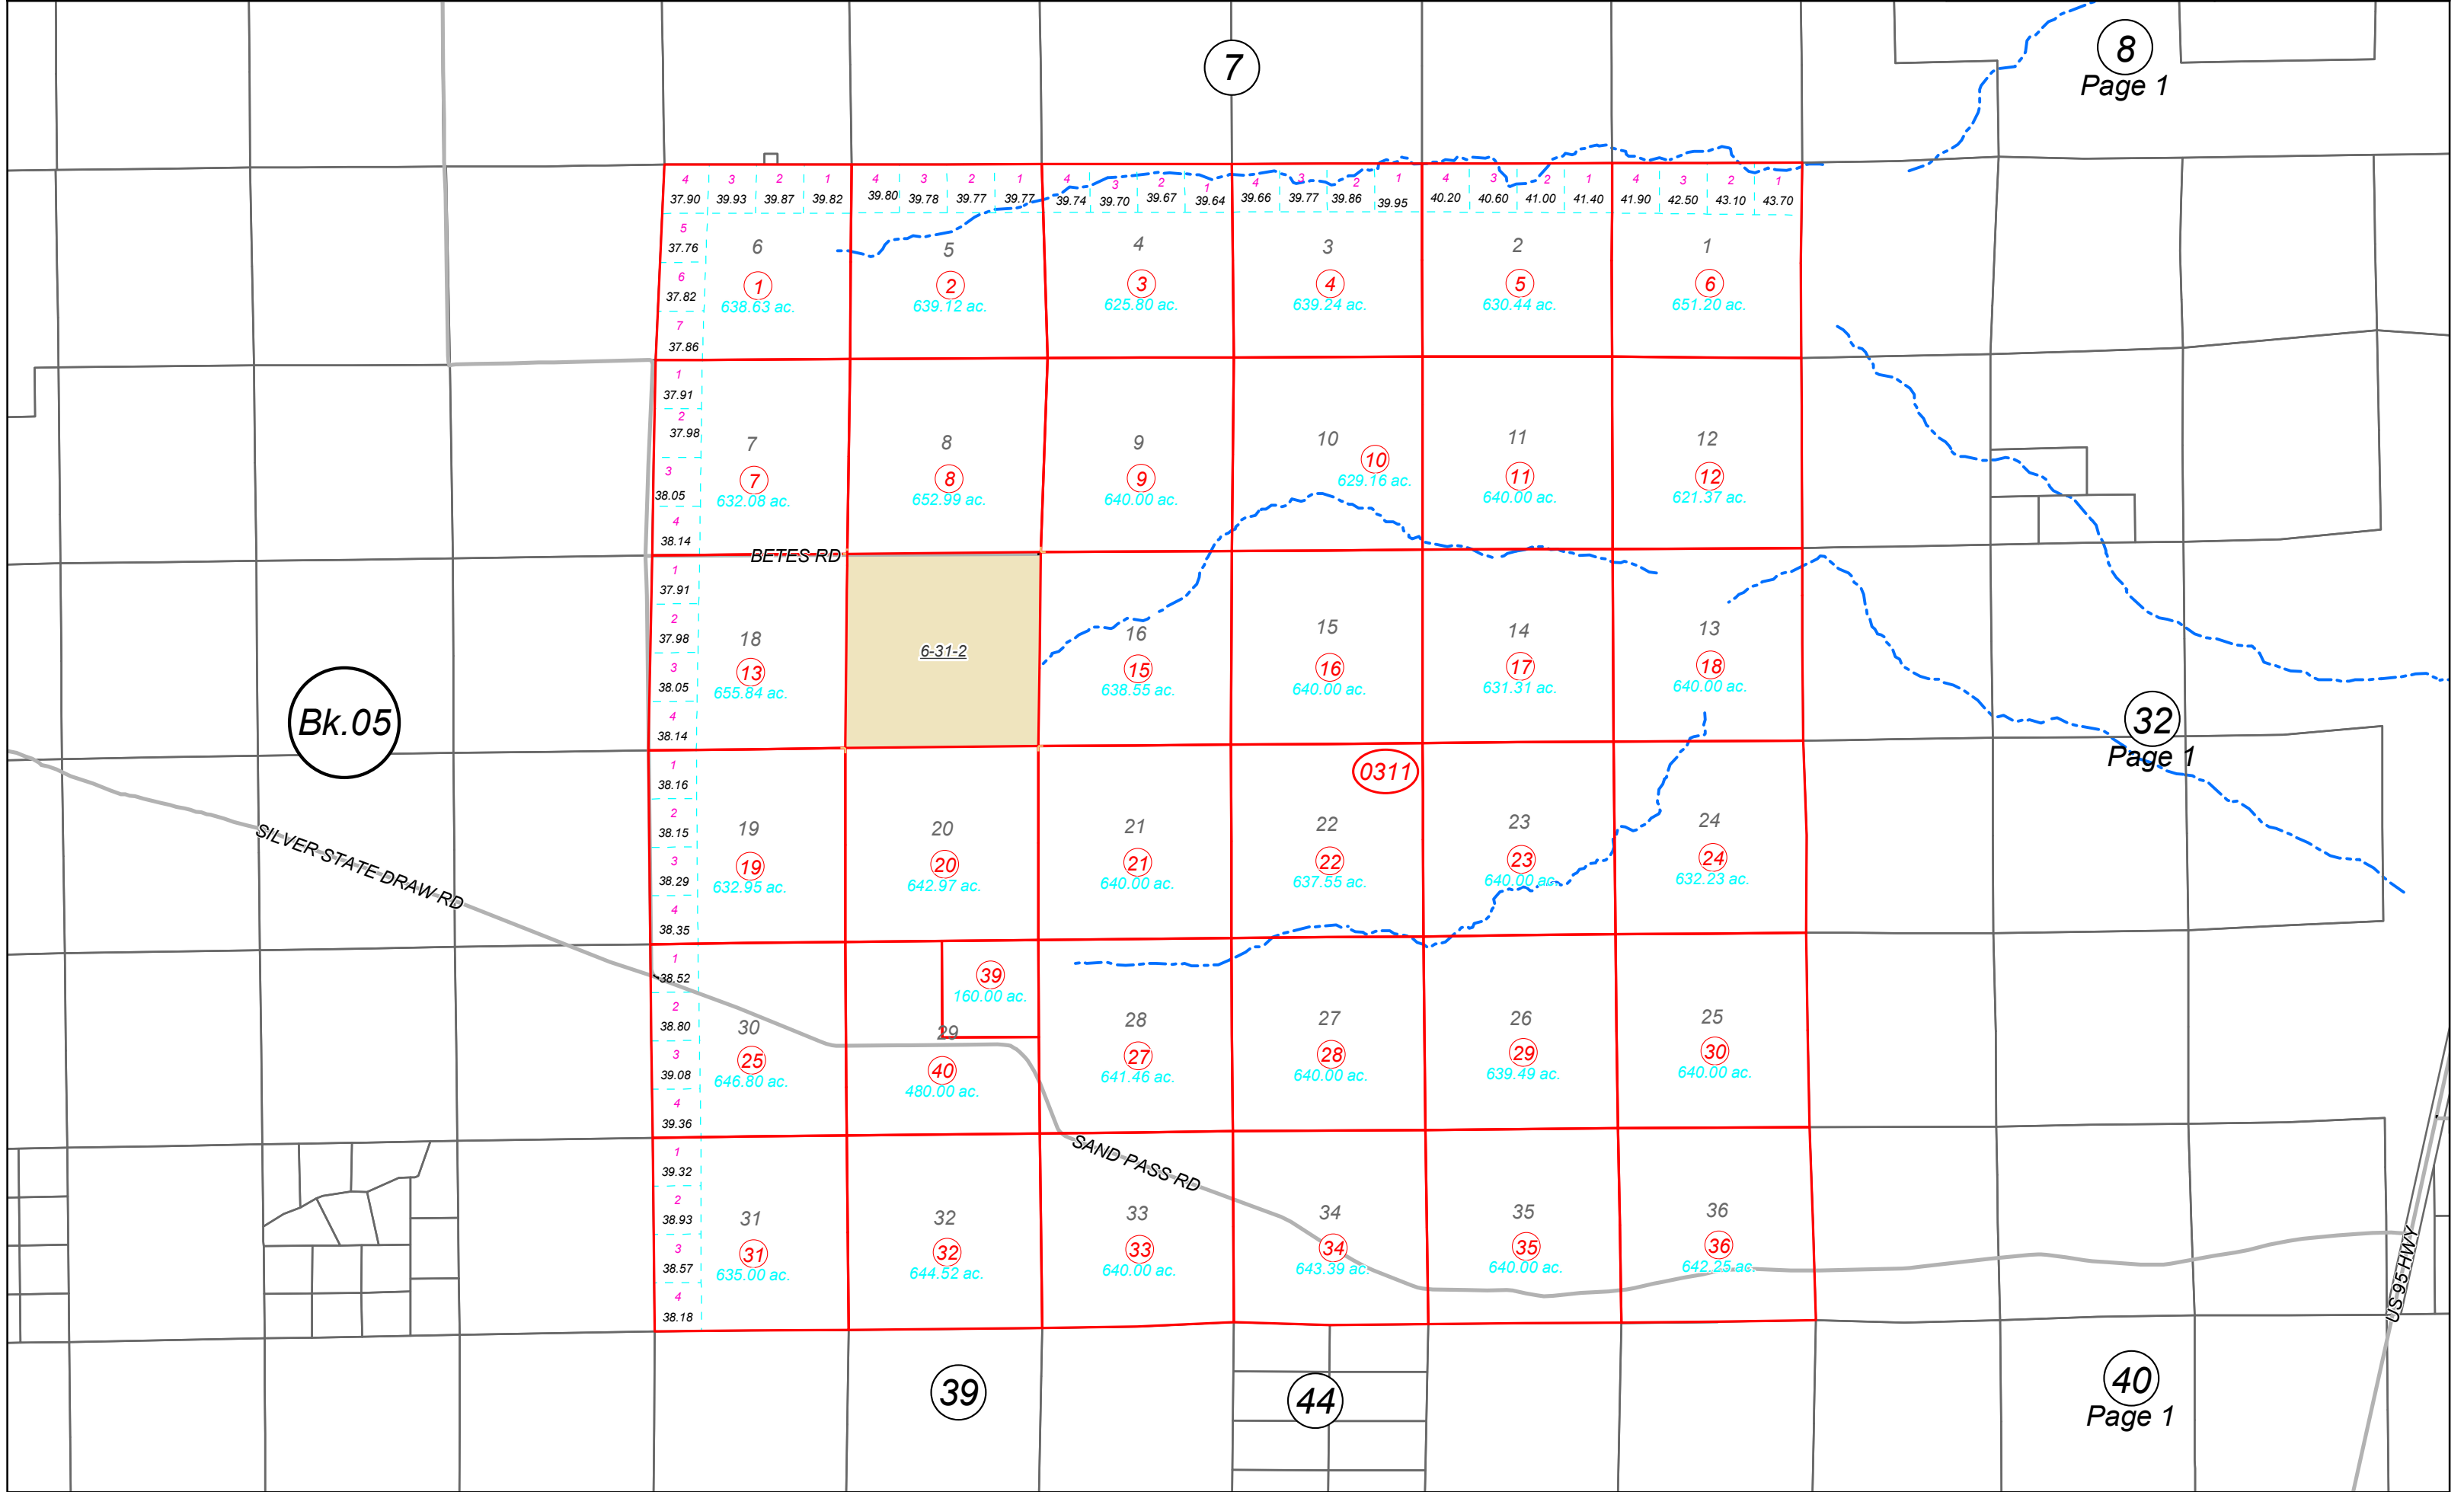 7
8
Page 1
4 3 2 1 4 3 2 1 4 3 2 1 4 3 2 1 4 3 2 1 4 3 2 1
37.90 39.93 39.87 39.82 39.80 39.78 39.77 39.77 39.74 39.70 39.67 39.64 39.66 39.77 39.86 39.95 40.20 40.60 41.00 41.40 41.90 42.50 43.10 43.70
5
37.76 6 5 4 3 2 1
6
37.82 1 2 3 4 5 6
638.63 ac. 639.12 ac. 625.80 ac. 639.24 ac. 630.44 ac. 651.20 ac.
7
37.86
1
37.91
2
37.98 7 8 9 10 11 12
3
7 8 9 10 11 12
38.05 632.08 ac. 652.99 ac. 640.00 ac. 629.16 ac. 640.00 ac. 621.37 ac.
4
38.14
BETES RD
1
37.91
2
37.98 18 6-31-2 16 15 14 13
3
13 15 16 17 18
38.05 655.84 ac. 638.55 ac. 640.00 ac. 631.31 ac. 640.00 ac.
4
38.14
Bk.05
32
Page 1
0311
1
38.16
2
38.15 19 20 21 22 23 24
3
19 20 21 22 23 24
38.29 632.95 ac. 642.97 ac. 640.00 ac. 637.55 ac. 640.00 ac. 632.23 ac.
4
38.35
SILVER STATE DRAW RD
1
38.52 39
160.00 ac.
2
38.80 30 29 28 27 26 25
3
25 40 27 28 29 30
39.08 646.80 ac. 480.00 ac. 641.46 ac. 640.00 ac. 639.49 ac. 640.00 ac.
4
39.36
SAND PASS RD
1
39.32
2
38.93 31 32 33 34 35 36
3
31 32 33 34 35 36
38.57 635.00 ac. 644.52 ac. 640.00 ac. 643.39 ac. 640.00 ac. 642.25 ac.
4
38.18
US 95 HWY
39
44
40
Page 1